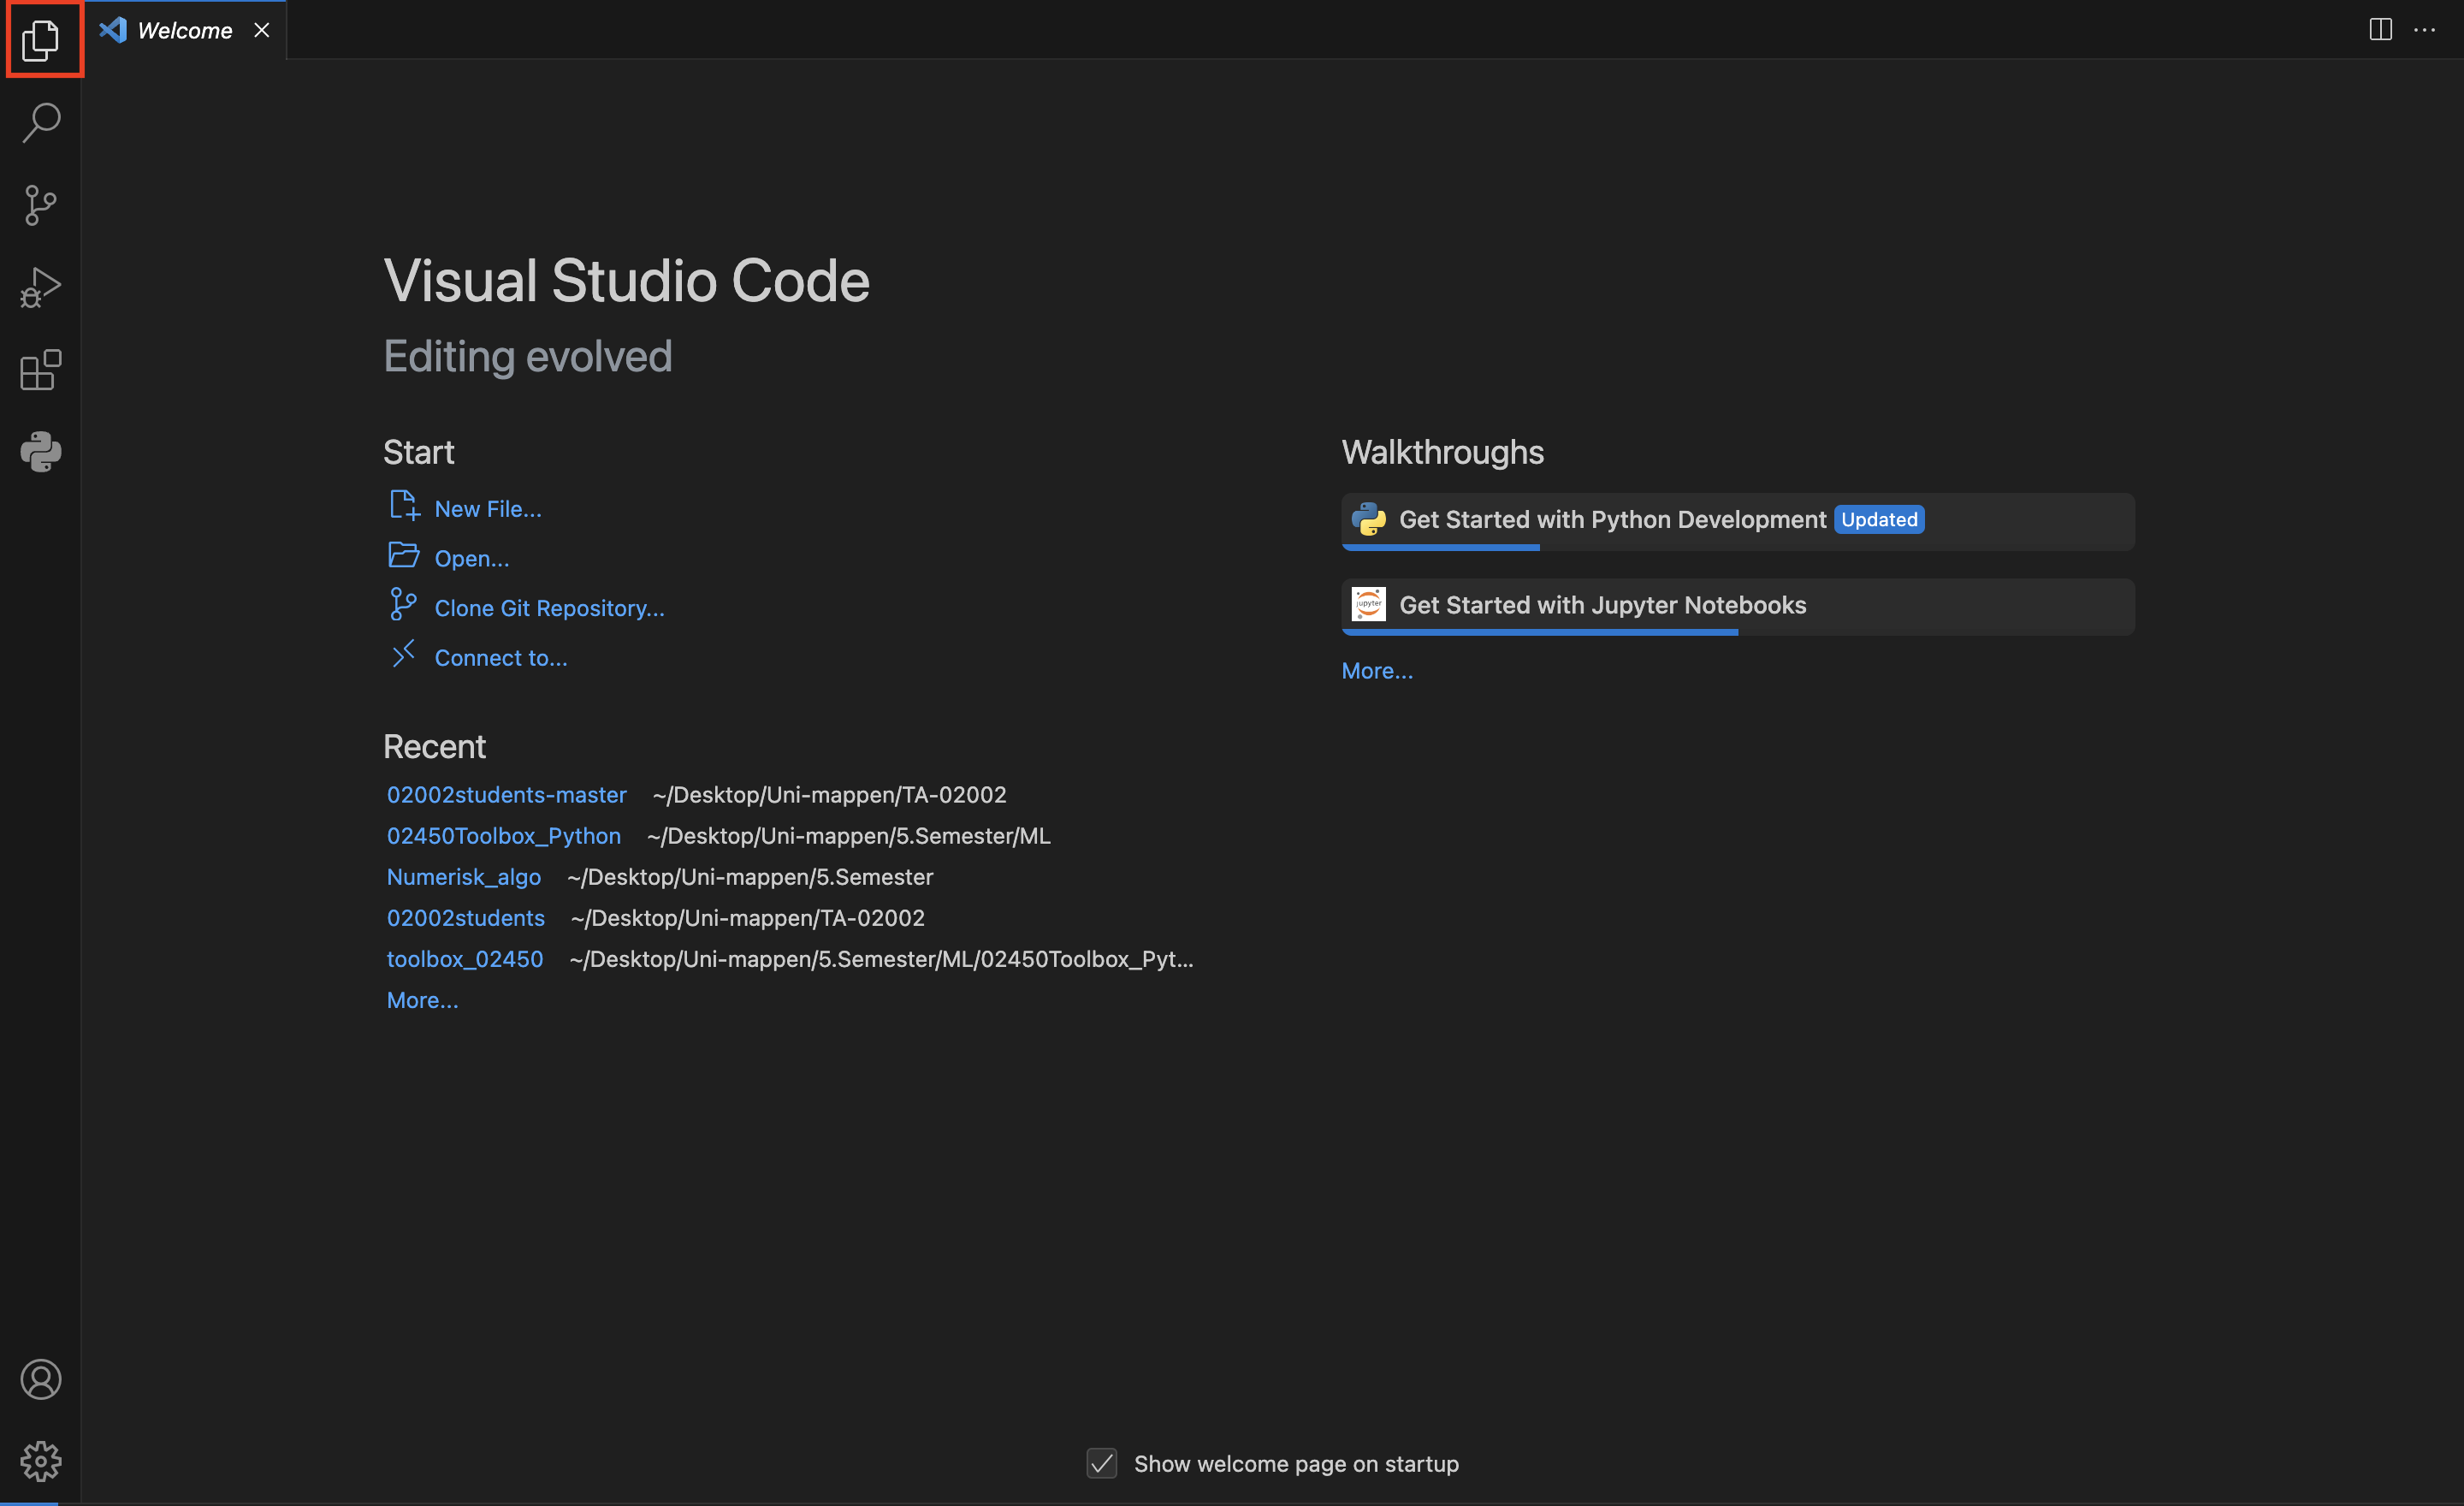 Welcome
Visual Studio Code
Editing evolved
Start
New File...
Open...
Clone Git Repository...
Connect to...
Recent
02002students-master ~/Desktop/Uni-mappen/TA-02002
02450Toolbox_Python ~/Desktop/Uni-mappen/5.Semester/ML
Numerisk_algo ~/Desktop/Uni-mappen/5.Semester
02002students ~/Desktop/Uni-mappen/TA-02002
toolbox_02450 ~/Desktop/Uni-mappen/5.Semester/ML/02450Toolbox_Pyt...
More...
Walkthroughs
Get Started with Python Development Updated
jupyter Get Started with Jupyter Notebooks
More...
Show welcome page on startup